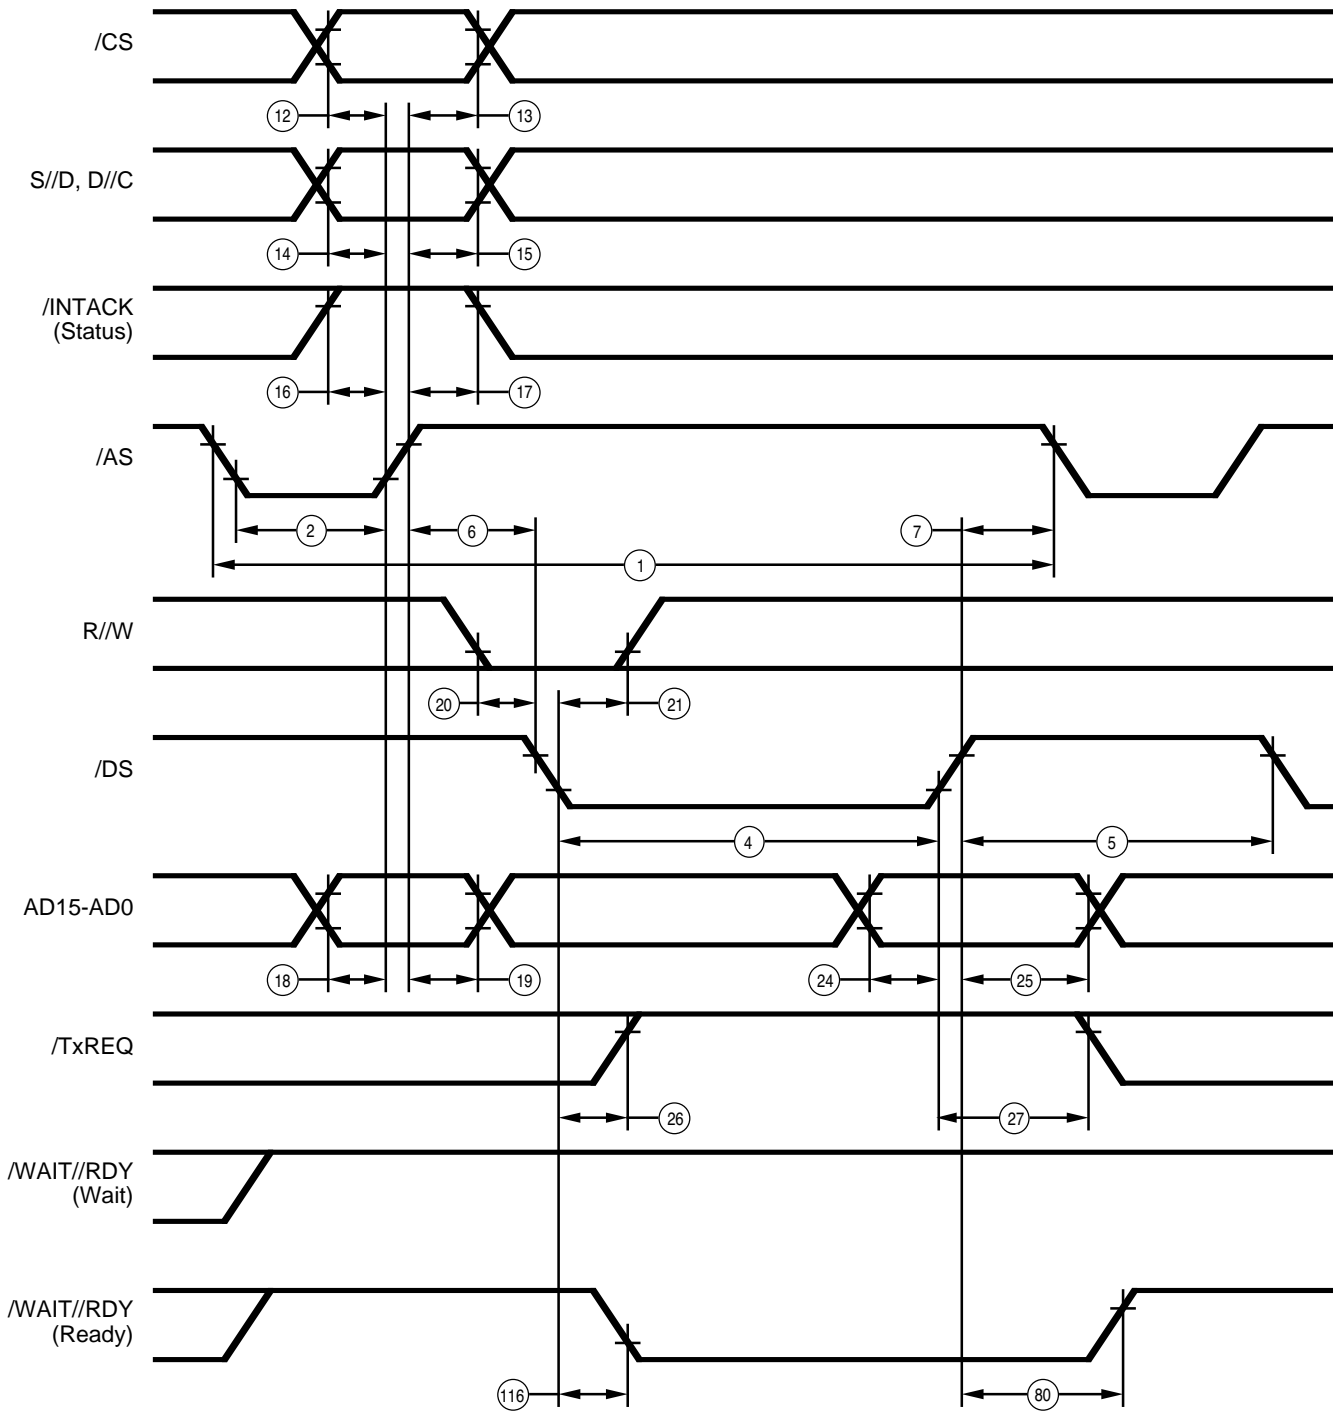 /CS
12
13
S//D, D//C
14
15
/INTACK
(Status)
16
17
/AS
2
6
7
1
R//W
20
21
/DS
4
5
AD15-AD0
18
19
24
25
/TxREQ
26
27
/WAIT//RDY
(Wait)
/WAIT//RDY
(Ready)
116
80